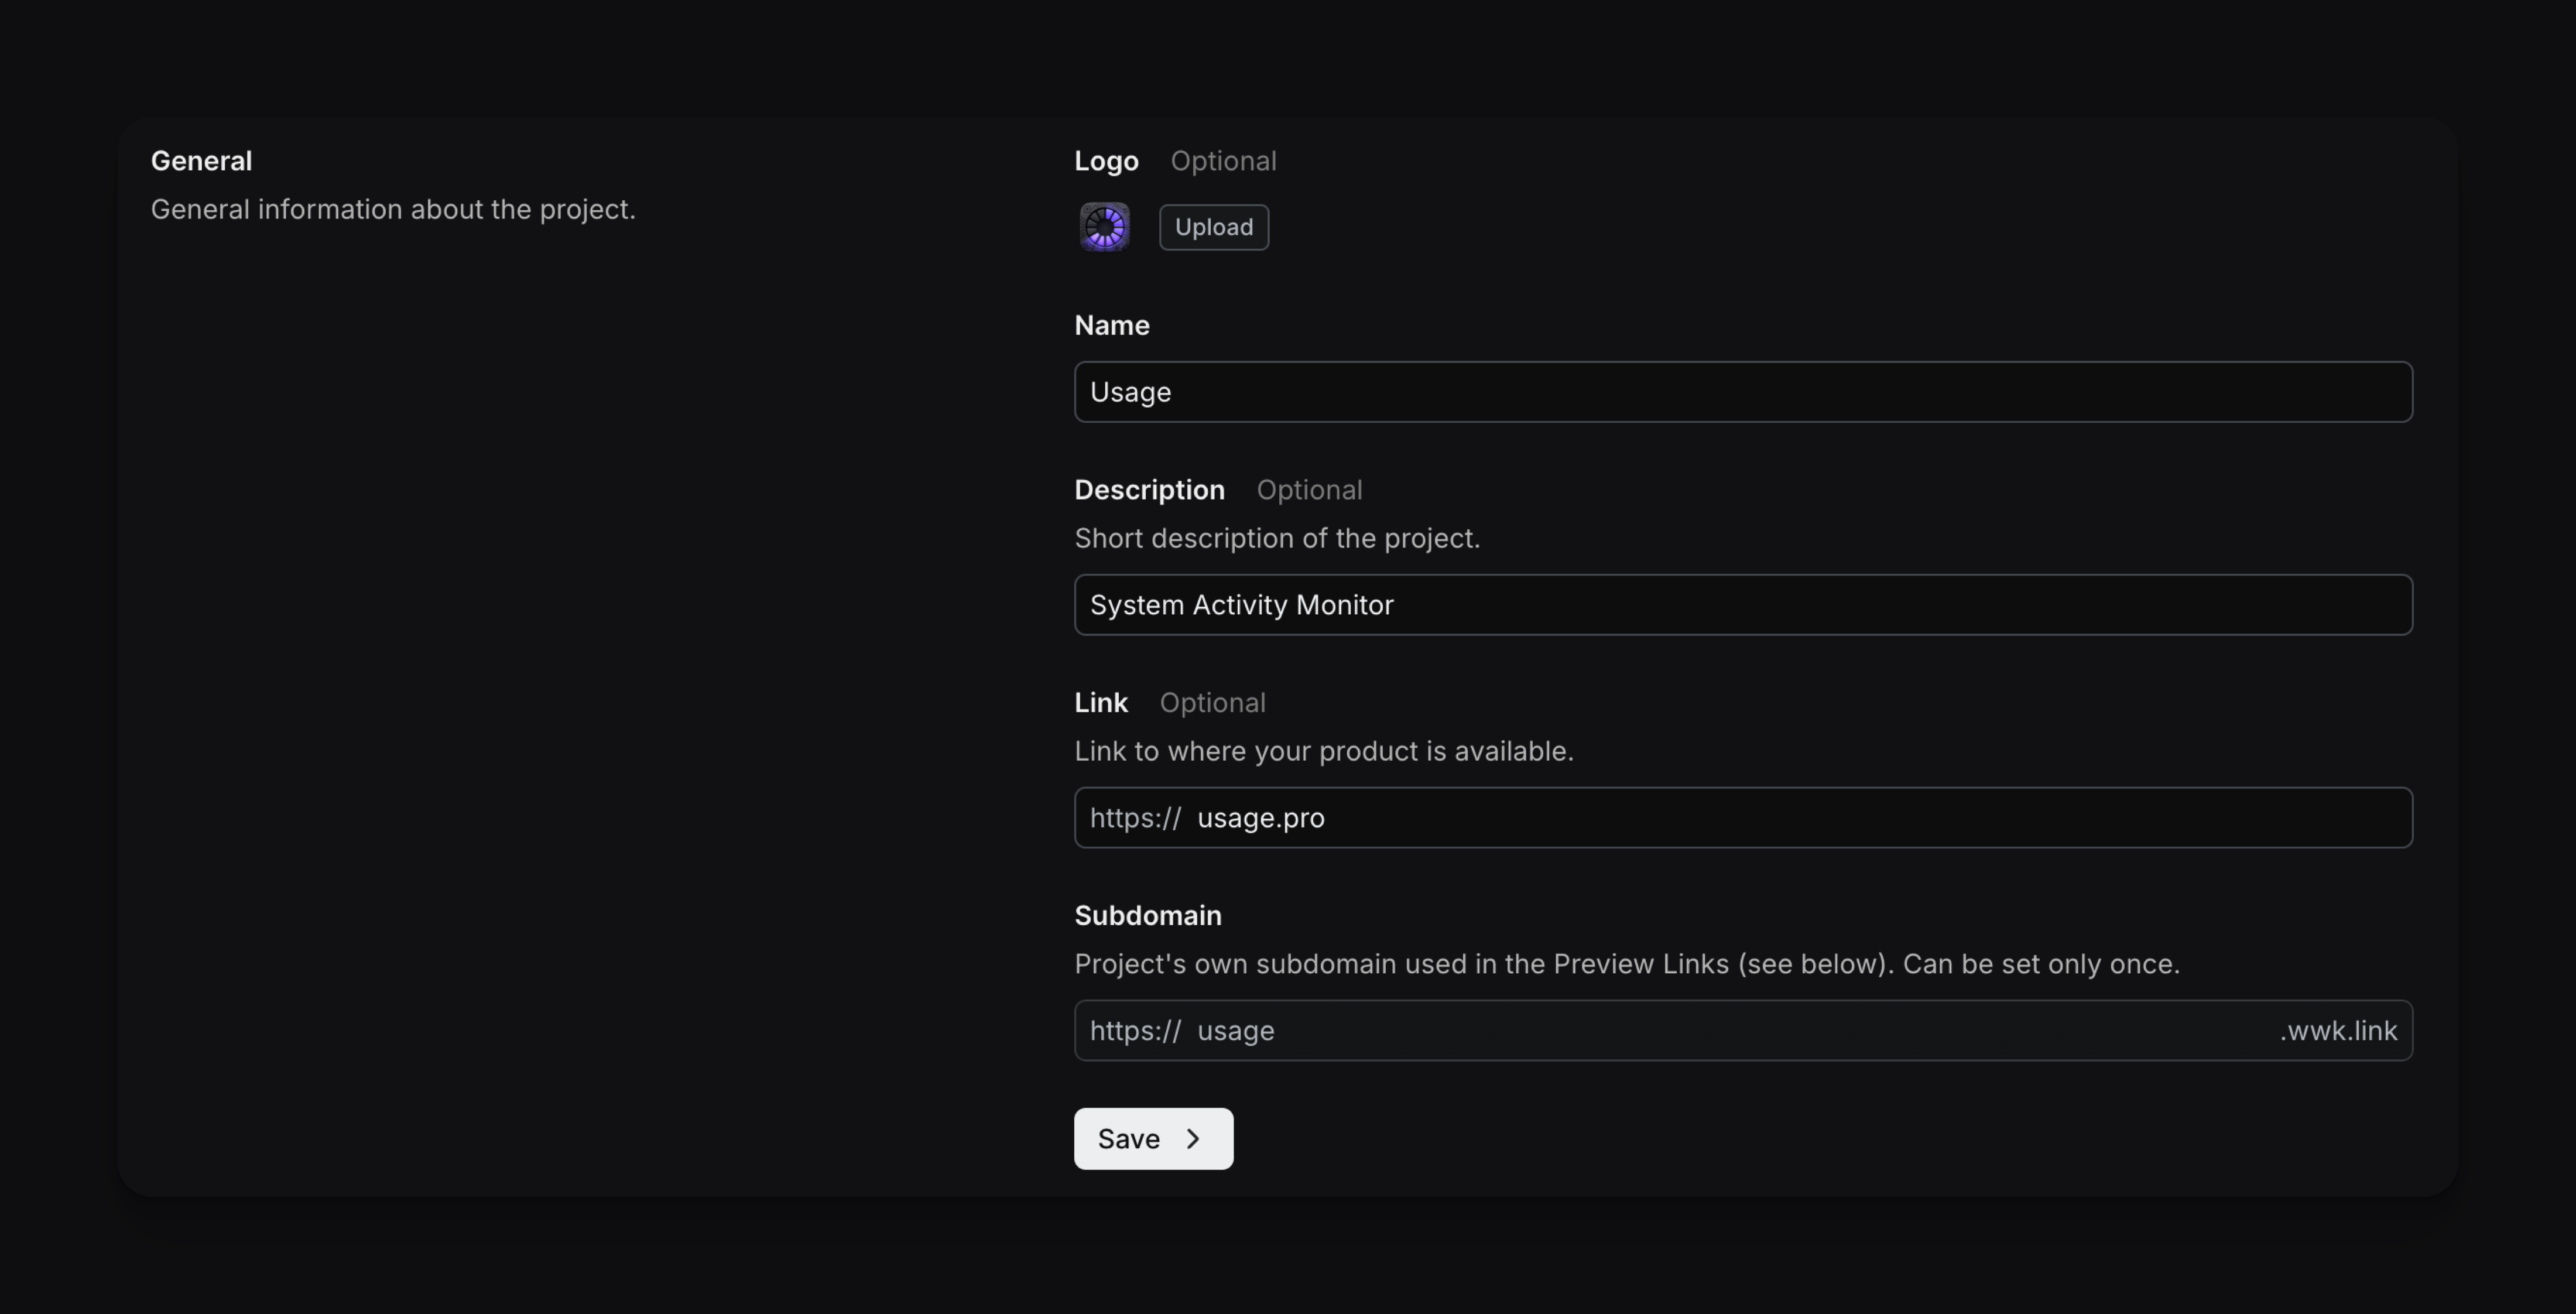 General
General information about the project.
Logo Optional
Upload
Name
Usage
Description Optional
Short description of the project.
System Activity Monitor
Link Optional
Link to where your product is available.
https:// usage.pro
Subdomain
Project's own subdomain used in the Preview Links (see below). Can be set only once.
https:// usage .wwk.link
Save